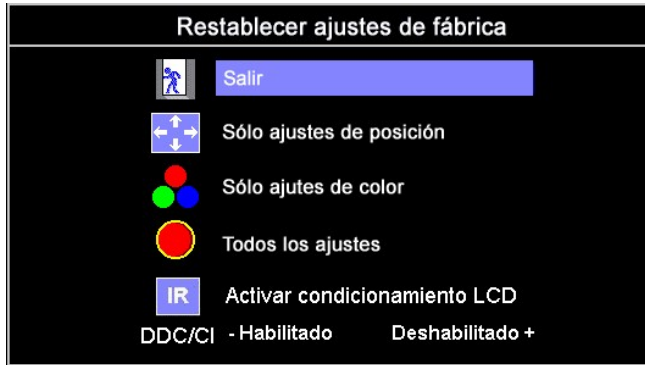 Restablecer ajustes de fábrica
Salir
Sólo ajustes de posición
Sólo ajutes de color
Todos los ajustes
IR Activar condicionamiento LCD
DDC/CI - Habilitado Deshabilitado +